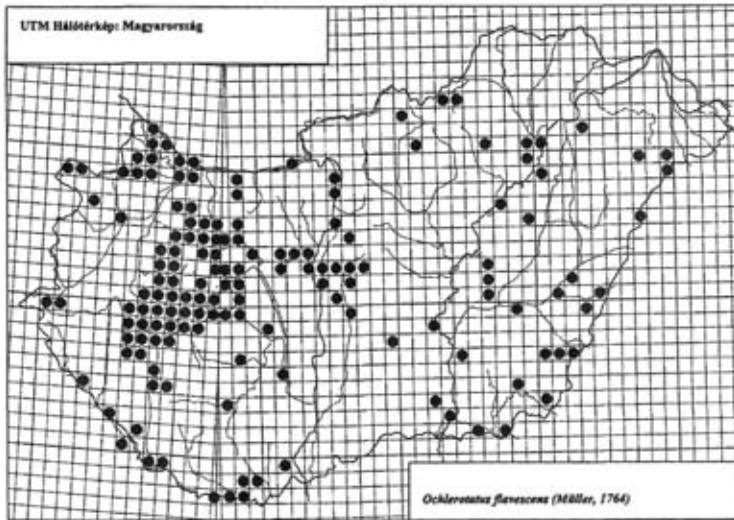 UTM Hálótérkép: Magyarország
Ochlerotatus flavescens (Müller, 1764)